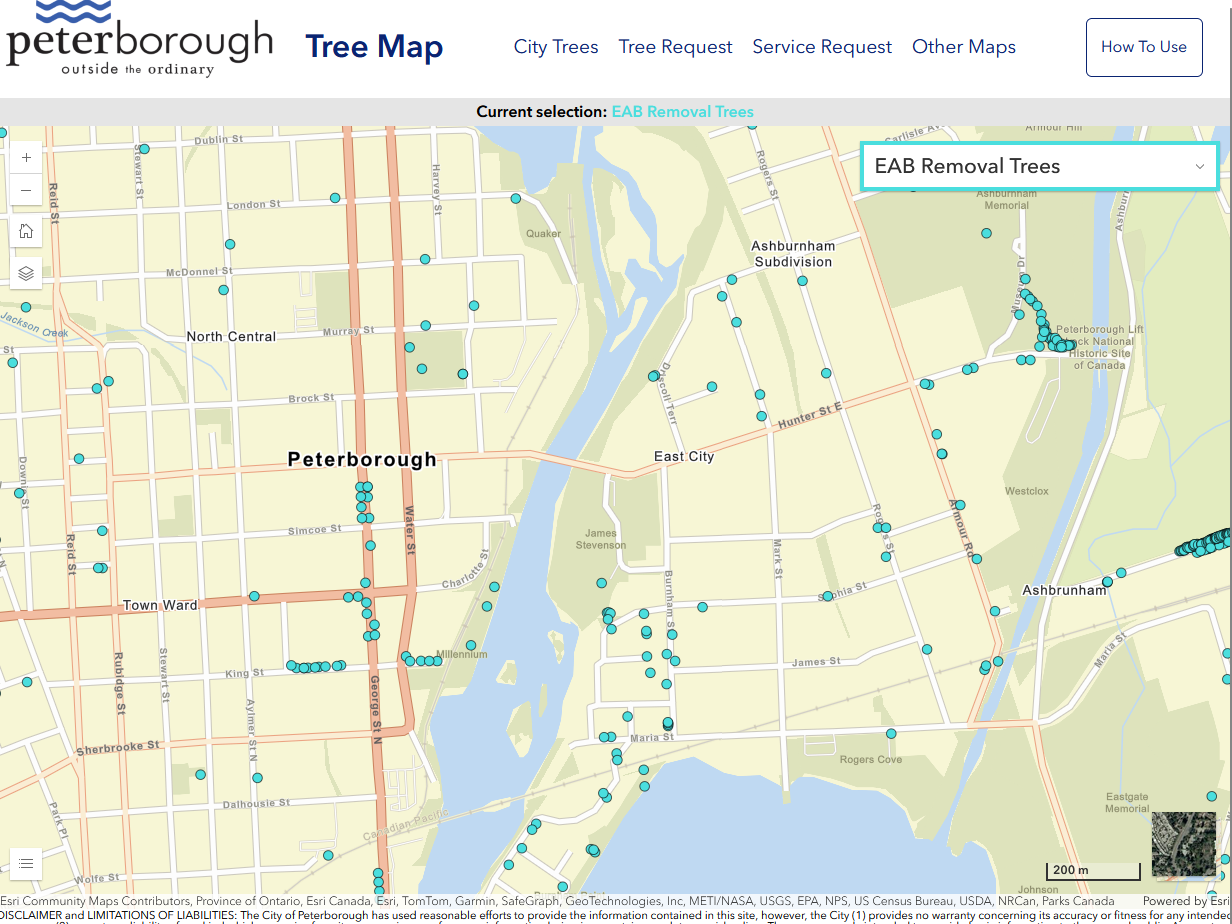 peterborough
outside the ordinary
Tree Map
City Trees
Tree Request
Service Request
Other Maps
How To Use
Current selection: EAB Removal Trees
EAB Removal Trees
Dublin St
Carlisle Av
Armour Hill
Stewart St
Harvey St
Rogers St
Reid St
London St
Ashburnham
Memorial
Quaker
Ashburnham
Subdivision
McDonnel St
Museum Dr
Jackson Creek
North Central
Murray St
Peterborough Lift
Lock National
Historic Site
of Canada
St
Driscoll Terr
Brock St
Hunter St E
Peterborough
East City
Downie St
Westclox
Simcoe St
Water St
James
Stevenson
Rogers St
Armour Rd
Reid St
Mark St
Charlotte St
Burnham St
Sophia St
Ashbrunham
Town Ward
Millennium
Maria St
King St
James St
Rubidge St
Stewart St
Aylmer St N
George St N
Sherbrooke St
Maria St
Rogers Cove
Dalhousie St
Canadian Pacific
Park Pl
Eastgate
Memorial
Wolfe St
200 m
Johnson
Esri Community Maps Contributors, Province of Ontario, Esri Canada, Esri, TomTom, Garmin, SafeGraph, GeoTechnologies, Inc, METI/NASA, USGS, EPA, NPS, US Census Bureau, USDA, NRCan, Parks Canada
Powered by Esri
DISCLAIMER and LIMITATIONS OF LIABILITIES: The City of Peterborough has used reasonable efforts to provide the information contained in this site, however, the City (1) provides no warranty concerning its accuracy or fitness for any inten